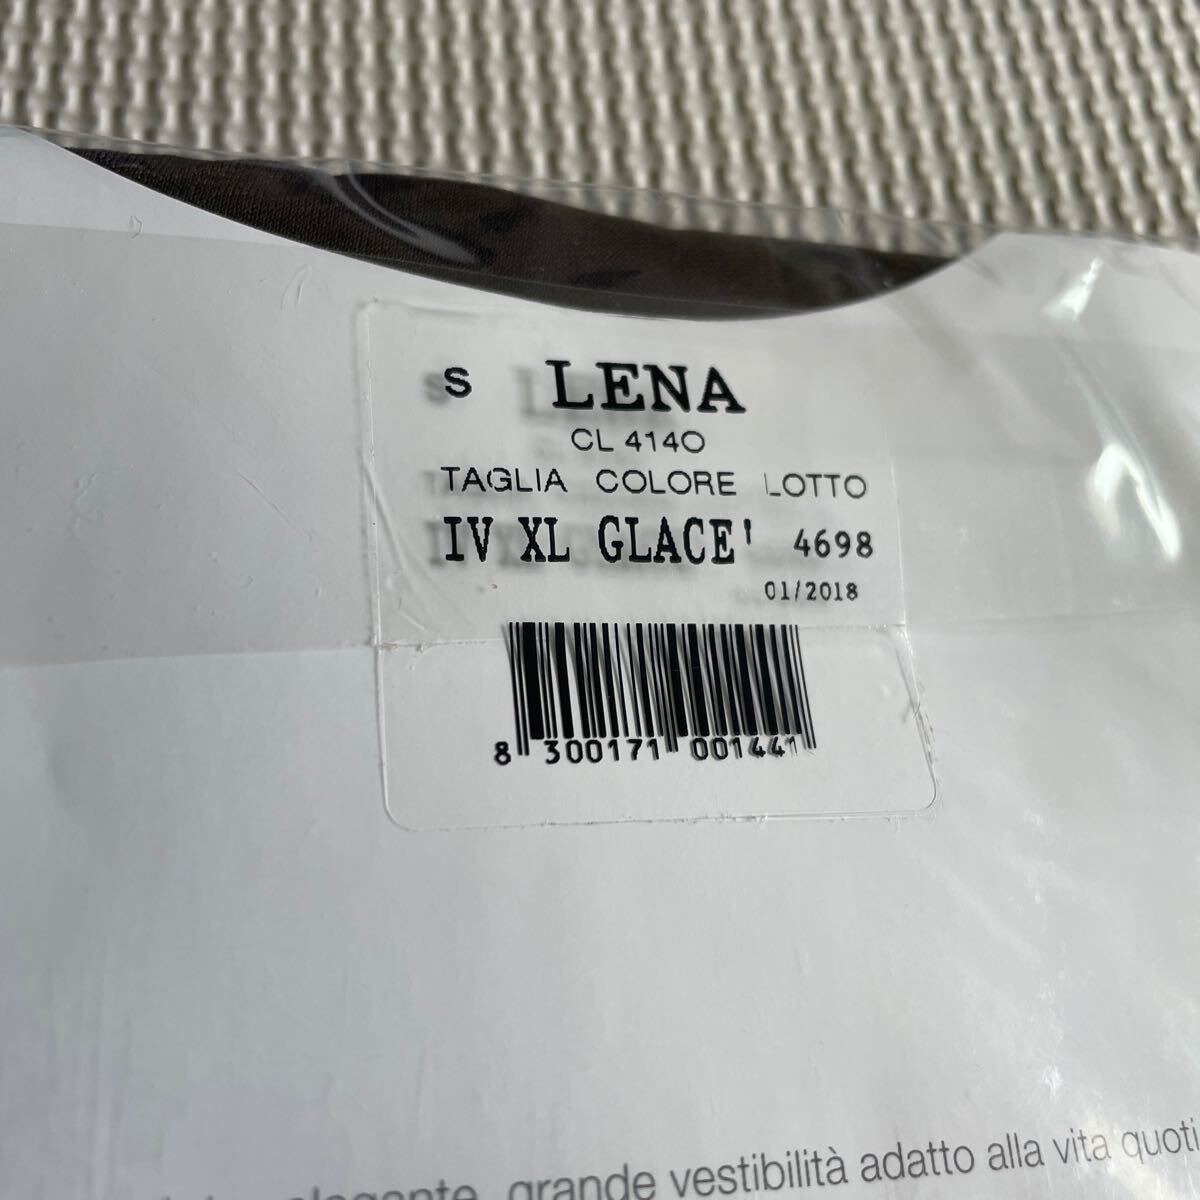 S LENA
CL 4140
TAGLIA COLORE LOTTO
IV XL GLACE' 4698
01/2018
8 300171 001441
elegante, grande vestibilità adatto alla vita quoti